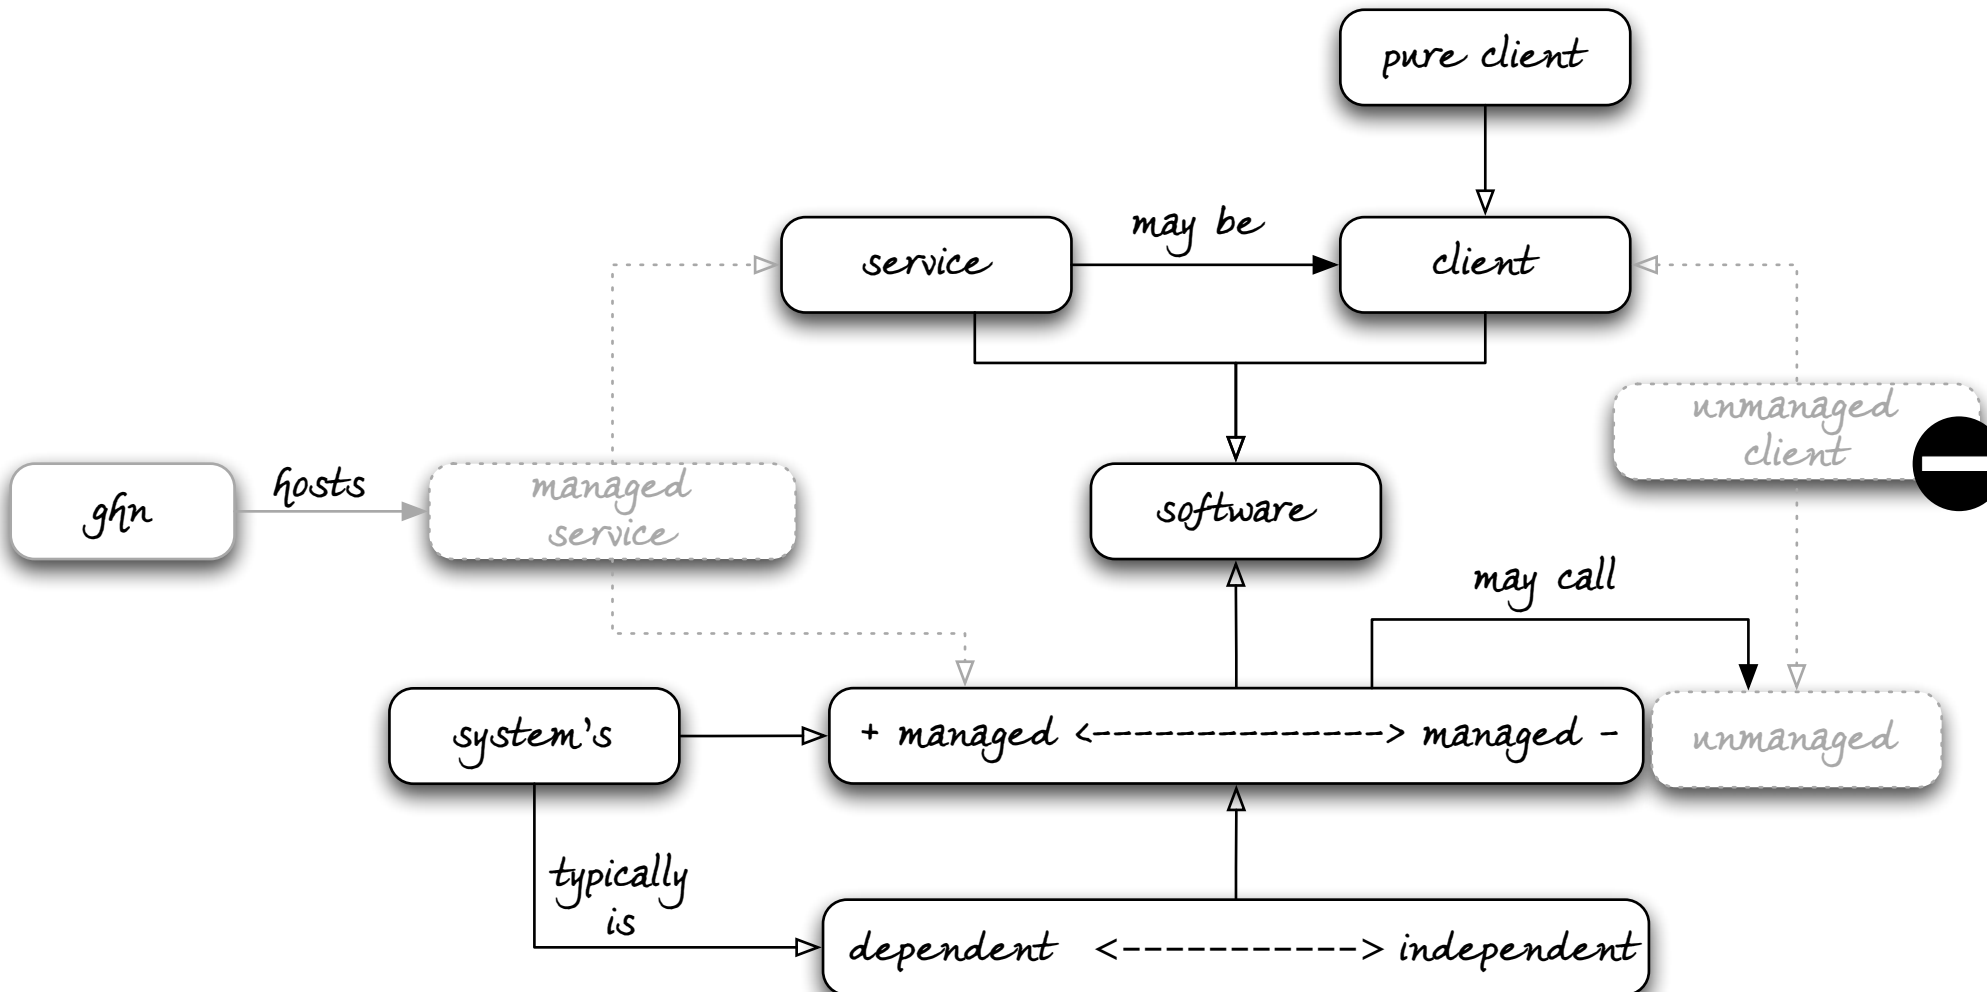 pure client
may be
service
client
unmanaged
client
hosts
managed
service
ghn
software
may call
system's
+ managed <---------------> managed -
unmanaged
typically
is
dependent <-----------> independent